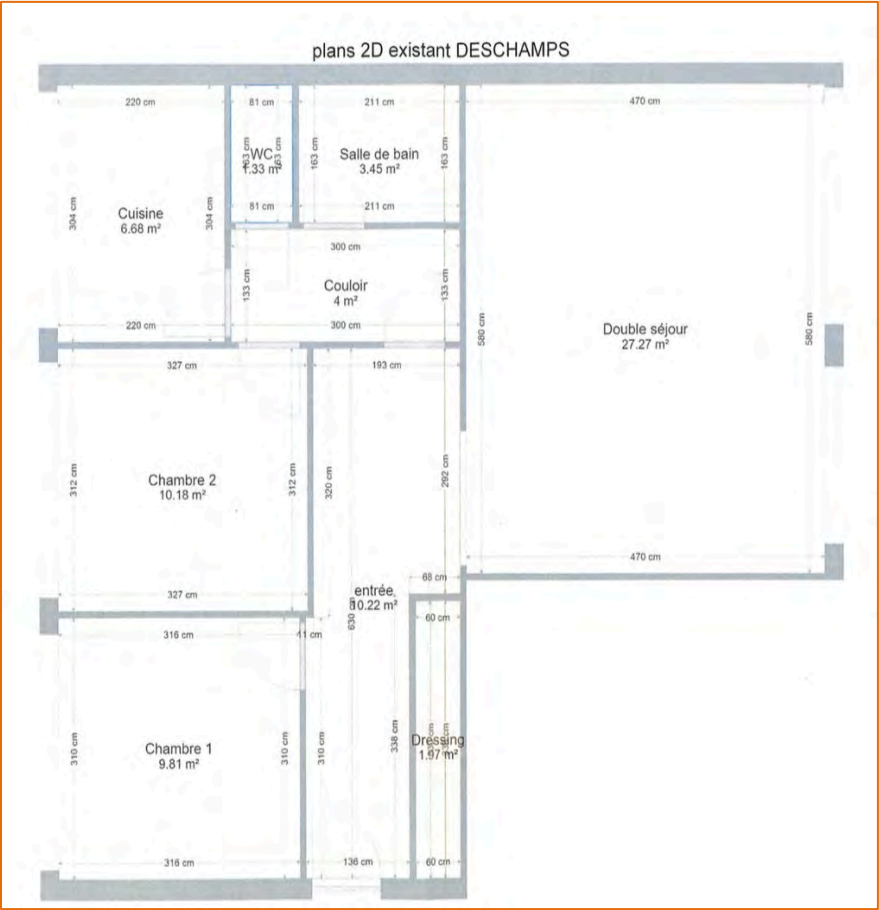 plans 2D existant DESCHAMPS
220 cm
81 cm
211 cm
470 cm
163 cm
163 cm
163 cm
163 cm
WC
1.33 m²
Salle de bain
3.45 m²
81 cm
211 cm
304 cm
304 cm
Cuisine
6.68 m²
300 cm
133 cm
133 cm
Couloir
4 m²
220 cm
300 cm
580 cm
580 cm
Double séjour
27.27 m²
327 cm
193 cm
312 cm
312 cm
320 cm
292 cm
Chambre 2
10.18 m²
470 cm
68 cm
327 cm
entrée
10.22 m²
630 cm
60 cm
316 cm
11 cm
310 cm
310 cm
310 cm
338 cm
Chambre 1
9.81 m²
Dressing
1.97 m²
316 cm
136 cm
60 cm